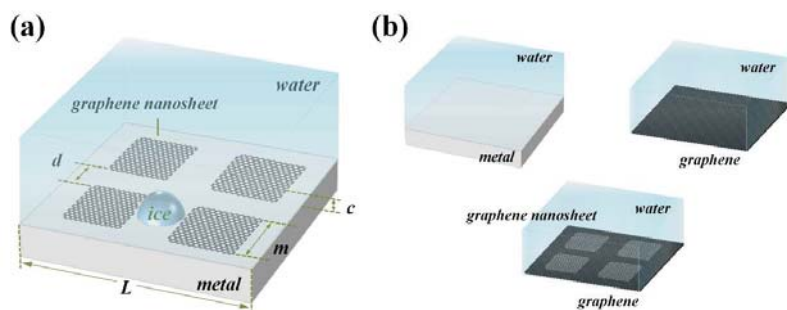 (a)
water
graphene nanosheet
d
ice
c
m
L
metal
(b)
water
metal
water
graphene
graphene nanosheet
water
graphene